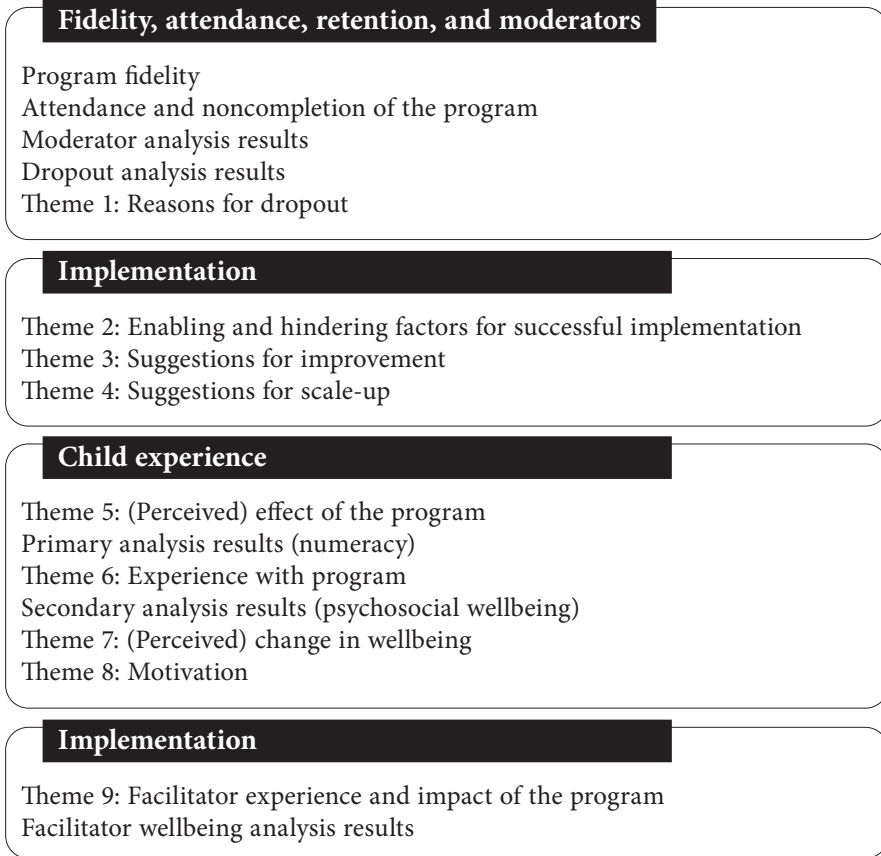 Fidelity, attendance, retention, and moderators
Program fidelity
Attendance and noncompletion of the program
Moderator analysis results
Dropout analysis results
Theme 1: Reasons for dropout
Implementation
Theme 2: Enabling and hindering factors for successful implementation
Theme 3: Suggestions for improvement
Theme 4: Suggestions for scale-up
Child experience
Theme 5: (Perceived) effect of the program
Primary analysis results (numeracy)
Theme 6: Experience with program
Secondary analysis results (psychosocial wellbeing)
Theme 7: (Perceived) change in wellbeing
Theme 8: Motivation
Implementation
Theme 9: Facilitator experience and impact of the program
Facilitator wellbeing analysis results